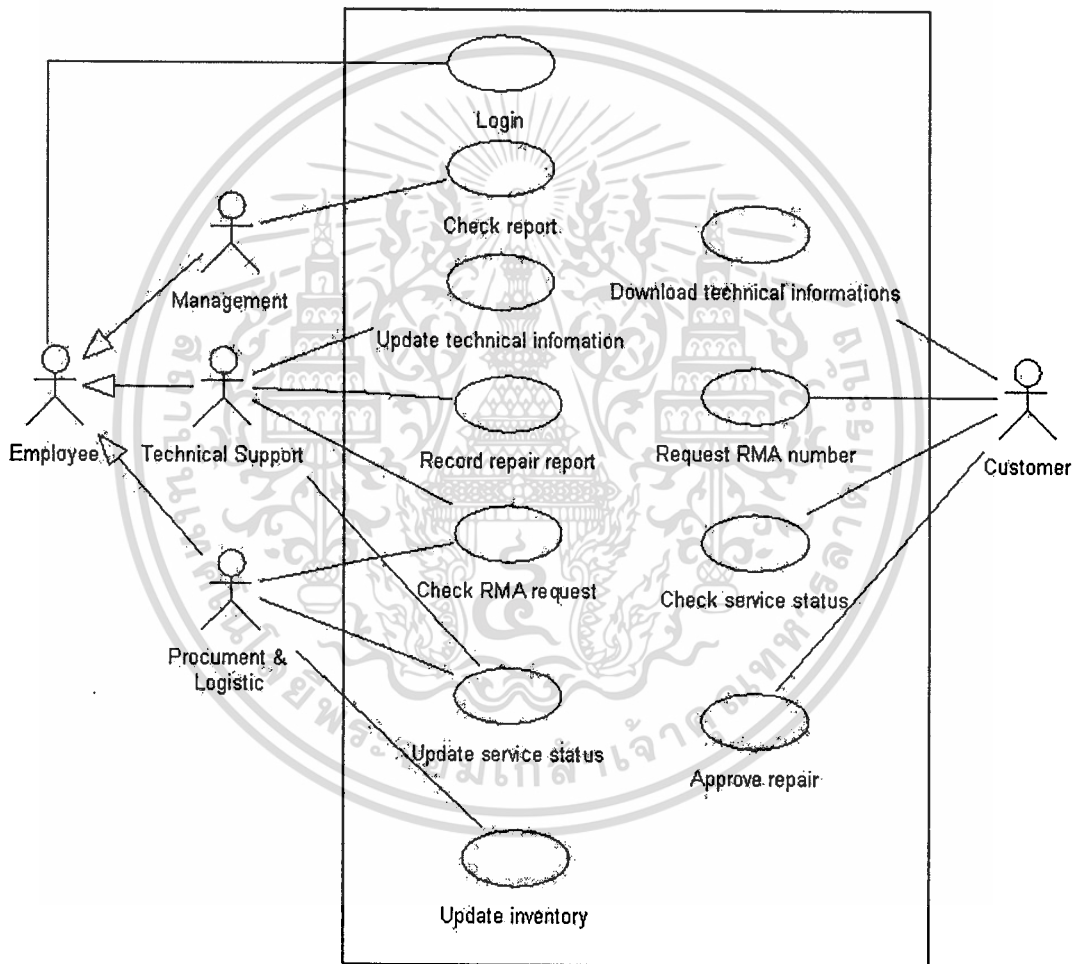 Login
Check report
Management
Download technical informations
Update technical infomation
Employee
Technical Support
Record repair report
Request RMA number
Customer
Check RMA request
Check service status
Procument &
Logistic
Update service status
Approve repair
Update inventory